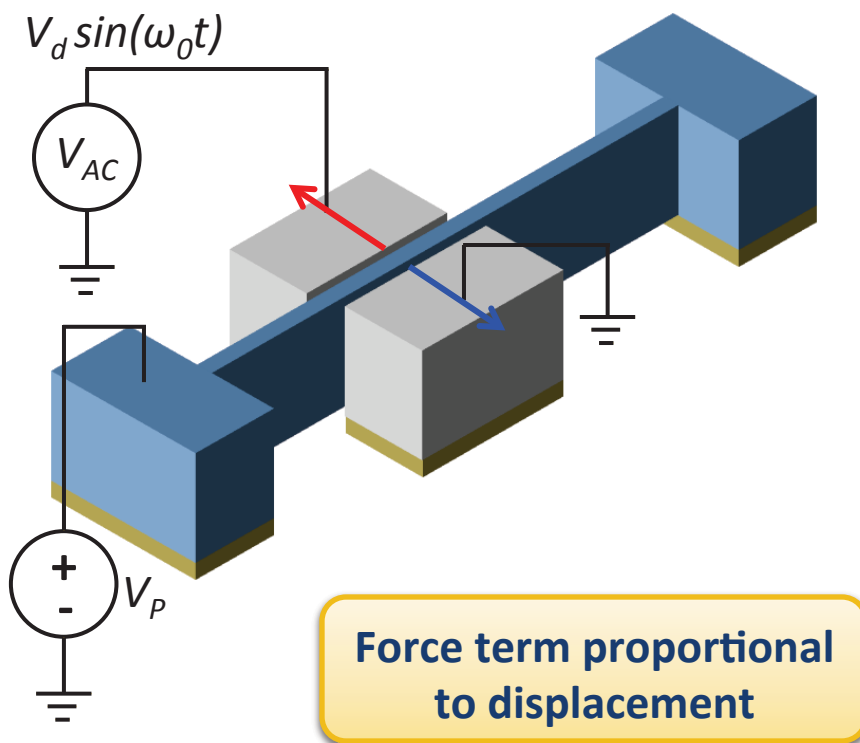 V_d sin(ω_0t)
V_AC
+
-
V_P
Force term proportional
to displacement